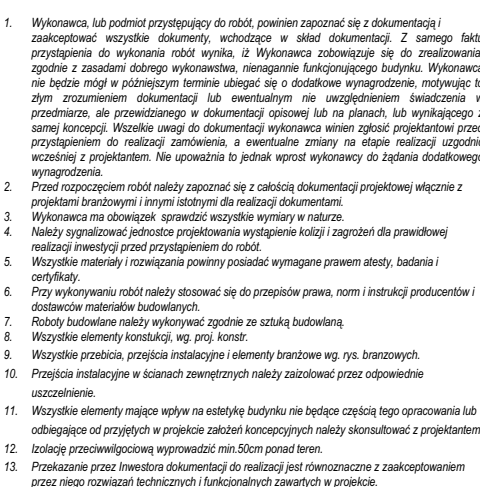 1. Wykonawca, lub podmiot przystępujący do robót, powinien zapoznać się z dokumentacją i
zaakceptować wszystkie dokumenty, wchodzące w skład dokumentacji. Z samego faktu
przystąpienia do wykonania robót wynika, iż Wykonawca zobowiązuje się do zrealizowania,
zgodnie z zasadami dobrego wykonawstwa, nienagannie funkcjonującego budynku. Wykonawca
nie będzie mógł w późniejszym terminie ubiegać się o dodatkowe wynagrodzenie, motywując to
złym zrozumieniem dokumentacji lub ewentualnym nie uwzględnieniem świadczenia w
przedmiarze, ale przewidzianego w dokumentacji opisowej lub na planach, lub wynikającego z
samej koncepcji. Wszelkie uwagi do dokumentacji wykonawca winien zgłosić projektantowi przed
przystąpieniem do realizacji zamówienia, a ewentualne zmiany na etapie realizacji uzgodnić
wcześniej z projektantem. Nie upoważnia to jednak wprost wykonawcy do żądania dodatkowego
wynagrodzenia.
2. Przed rozpoczęciem robót należy zapoznać się z całością dokumentacji projektowej włącznie z
projektami branżowymi i innymi istotnymi dla realizacji dokumentami.
3. Wykonawca ma obowiązek sprawdzić wszystkie wymiary w naturze.
4. Należy sygnalizować jednostce projektowania wystąpienie kolizji i zagrożeń dla prawidłowej
realizacji inwestycji przed przystąpieniem do robót.
5. Wszystkie materiały i rozwiązania powinny posiadać wymagane prawem atesty, badania i
certyfikaty.
6. Przy wykonywaniu robót należy stosować się do przepisów prawa, norm i instrukcji producentów i
dostawców materiałów budowlanych.
7. Roboty budowlane należy wykonywać zgodnie ze sztuką budowlaną.
8. Wszystkie elementy konstukcji, wg. proj. konstr.
9. Wszystkie przebicia, przejścia instalacyjne i elementy branżowe wg. rys. branzowych.
10. Przejścia instalacyjne w ścianach zewnętrznych należy zaizolować przez odpowiednie
uszczelnienie.
11. Wszystkie elementy mające wpływ na estetykę budynku nie będące częścią tego opracowania lub
odbiegające od przyjętych w projekcie założeń koncepcyjnych należy skonsultować z projektantem
12. Izolację przeciwwilgociową wyprowadzić min.50cm ponad teren.
13. Przekazanie przez Inwestora dokumentacji do realizacji jest równoznaczne z zaakceptowaniem
przez niego rozwiązań technicznych i funkcjonalnych zawartych w projekcie.